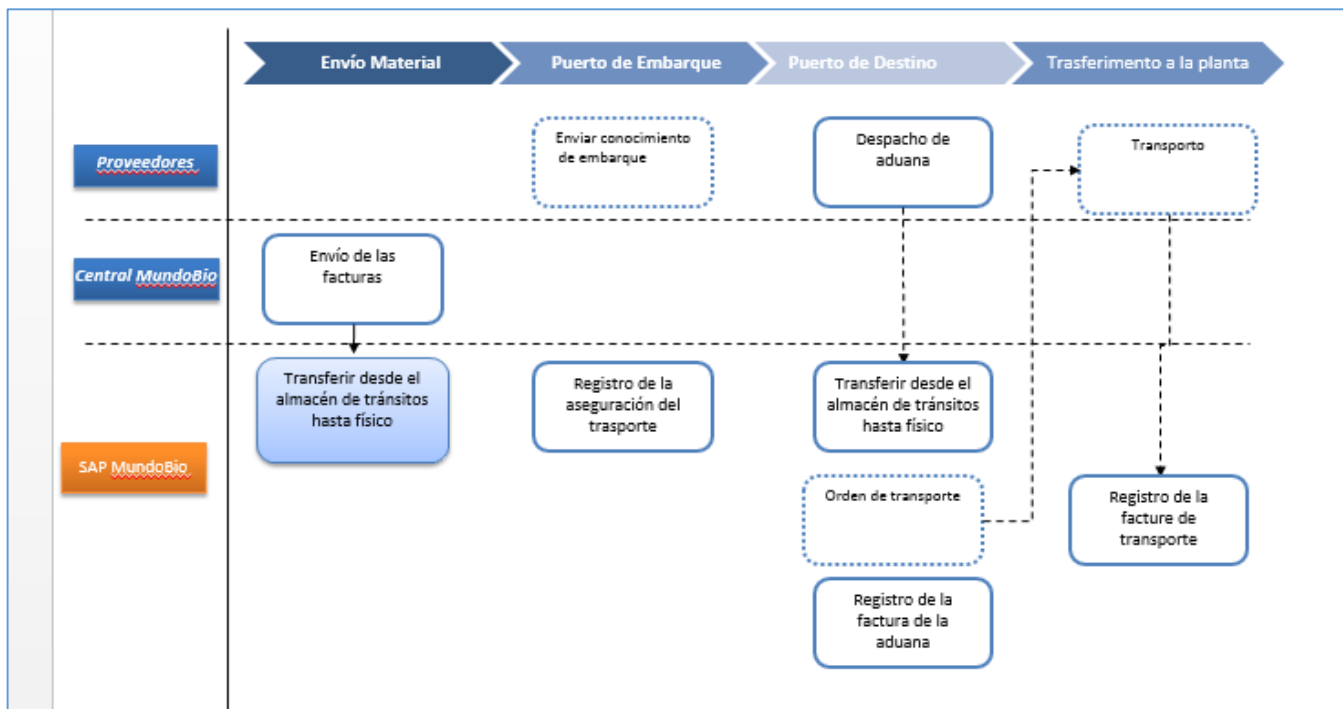 Envío Material
Puerto de Embarque
Puerto de Destino
Trasferimento a la planta
Proveedores
Enviar conocimiento
de embarque
Despacho de
aduana
Transporto
Central MundoBio
Envío de las
facturas
SAP MundoBio
Transferir desde el
almacén de tránsitos
hasta físico
Registro de la
aseguración del
trasporte
Transferir desde el
almacén de tránsitos
hasta físico
Orden de transporte
Registro de la
facture de
transporte
Registro de la
factura de la
aduana